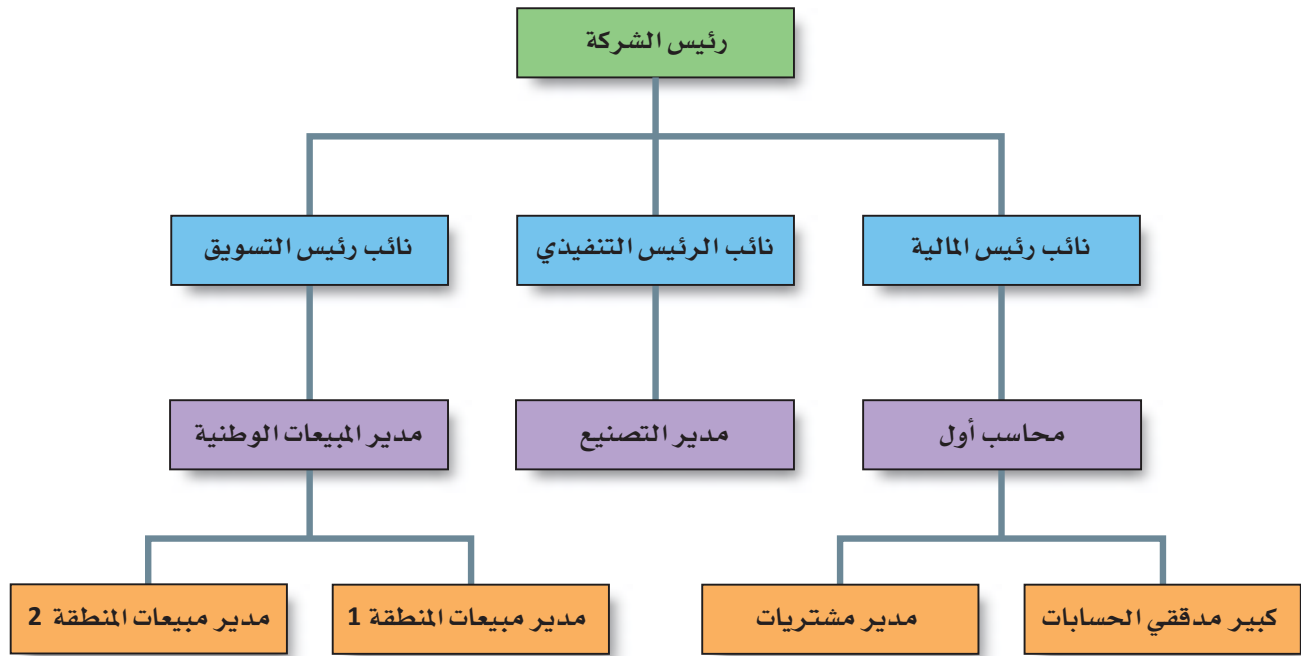 رئيس الشركة
نائب رئيس المالية
نائب الرئيس التنفيذي
نائب رئيس التسويق
محاسب أول
مدير التصنيع
مدير المبيعات الوطنية
كبير مدققي الحسابات
مدير مشتريات
مدير مبيعات المنطقة 1
مدير مبيعات المنطقة 2